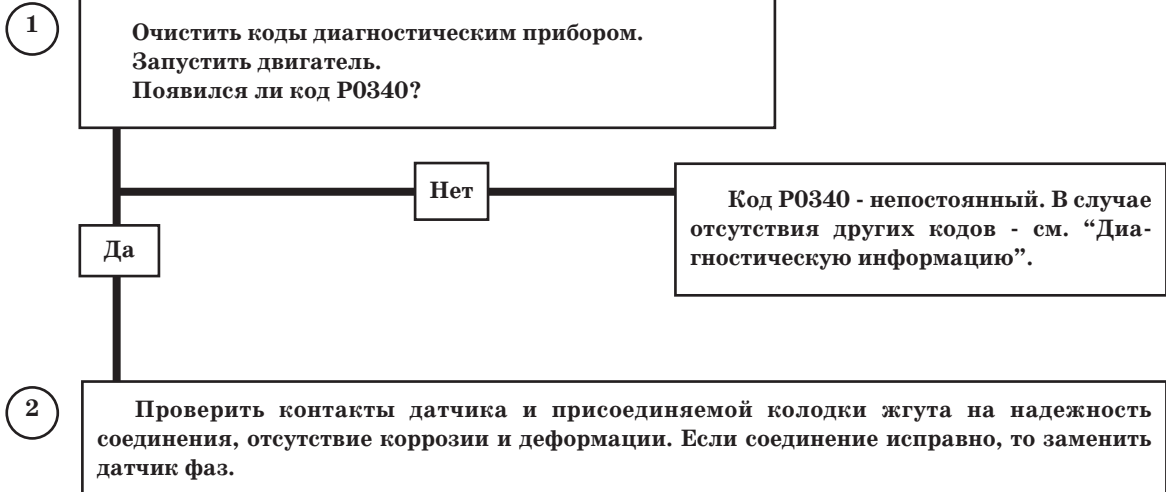 1
Очистить коды диагностическим прибором.
Запустить двигатель.
Появился ли код Р0340?
Нет
Код Р0340 - непостоянный. В случае
отсутствия других кодов - см. “Диа-
гностическую информацию”.
Да
2
Проверить контакты датчика и присоединяемой колодки жгута на надежность
соединения, отсутствие коррозии и деформации. Если соединение исправно, то заменить
датчик фаз.